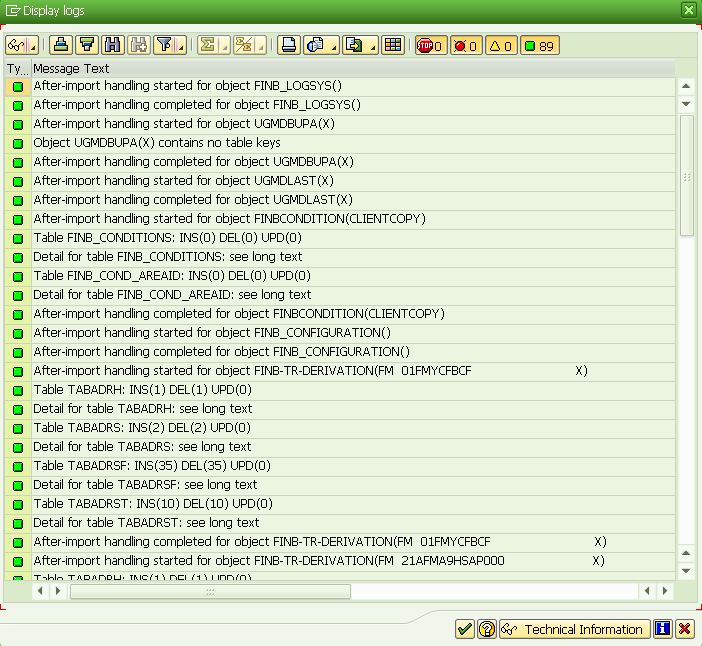 Display logs
STOP 0 0 0 89
Ty... Message Text
After-import handling started for object FINB_LOGSYS()
After-import handling completed for object FINB_LOGSYS()
After-import handling started for object UGMDBUPA(X)
Object UGMDBUPA(X) contains no table keys
After-import handling completed for object UGMDBUPA(X)
After-import handling started for object UGMDLAST(X)
After-import handling completed for object UGMDLAST(X)
After-import handling started for object FINBCONDITION(CLIENTCOPY)
Table FINB_CONDITIONS: INS(0) DEL(0) UPD(0)
Detail for table FINB_CONDITIONS: see long text
Table FINB_COND_AREAID: INS(0) DEL(0) UPD(0)
Detail for table FINB_COND_AREAID: see long text
After-import handling completed for object FINBCONDITION(CLIENTCOPY)
After-import handling started for object FINB_CONFIGURATION()
After-import handling completed for object FINB_CONFIGURATION()
After-import handling started for object FINB-TR-DERIVATION(FM 01FMYCFBCF X)
Table TABADRH: INS(1) DEL(1) UPD(0)
Detail for table TABADRH: see long text
Table TABADRS: INS(2) DEL(2) UPD(0)
Detail for table TABADRS: see long text
Table TABADRSF: INS(35) DEL(35) UPD(0)
Detail for table TABADRSF: see long text
Table TABADRST: INS(10) DEL(10) UPD(0)
Detail for table TABADRST: see long text
After-import handling completed for object FINB-TR-DERIVATION(FM 01FMYCFBCF X)
After-import handling started for object FINB-TR-DERIVATION(FM 21AFMA9HSAP000 X)
Table TABADRH: INS(1) DEL(1) UPD(0)
Technical Information